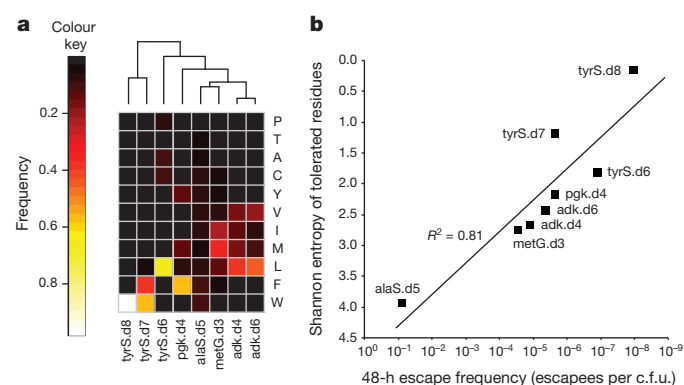 a
Colour
key
Frequency
0.2
0.4
0.6
0.8
P
T
A
C
Y
V
I
M
L
F
W
tyrS.d8
tyrS.d7
tyrS.d6
pgk.d4
alaS.d5
metG.d3
adk.d4
adk.d6
b
Shannon entropy of tolerated residues
0.0
0.5
1.0
1.5
2.0
2.5
3.0
3.5
4.0
4.5
tyrS.d8
tyrS.d7
tyrS.d6
pgk.d4
adk.d6
adk.d4
R² = 0.81
metG.d3
alaS.d5
10⁰ 10⁻¹ 10⁻² 10⁻³ 10⁻⁴ 10⁻⁵ 10⁻⁶ 10⁻⁷ 10⁻⁸ 10⁻⁹
48-h escape frequency (escapees per c.f.u.)